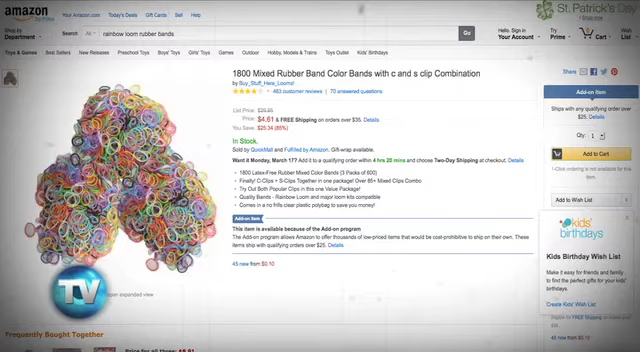 amazon
Try Prime
Your Amazon.com Today's Deals Gift Cards Sell Help
St. Patrick's Day
Shop by Department
Search All rainbow loom rubber bands Go
Hello. Sign in Your Account
Try Prime
Cart
Wish List
Toys & Games Best Sellers New Releases Preschool Toys Boys' Toys Girls' Toys Games Outdoor Hobby, Models & Trains Toys Outlet Kids' Birthdays
1800 Mixed Rubber Band Color Bands with c and s clip Combination
by Buy_Stuff_Here_Looms!
483 customer reviews | 70 answered questions
Price: $4.61 & FREE Shipping on orders over $35. Details
You Save: $25.34 (85%)
In Stock.
Sold by QuickMall and Fulfilled by Amazon. Gift-wrap available.
Want it Monday, March 17? Add it to a qualifying order within 4 hrs 20 mins and choose Two-Day Shipping at checkout. Details
1800 Latex-Free Rubber Mixed Color Bands (3 Packs of 600)
Finally! C-Clips + S-Clips Together in one package! Over 85+ Mixed Clips Combo
Try Out Both Popular Clips in this one Value Package!
Quality Bands - Rainbow Loom and major loom kits compatible
Comes in a no frills clear plastic polybag to save you money!
Add-on Item
This item is available because of the Add-on program
The Add-on program allows Amazon to offer thousands of low-priced items that would be cost-prohibitive to ship on their own. These items ship with qualifying orders over $25. Details
45 new from $0.10
Share
Add-on Item
Ships with any qualifying order over $25. Details
Qty: 1
Add to Cart
1-Click ordering is not available for this item.
Add to Wish List
kids' birthdays
Kids Birthday Wish List
Make it easy for friends and family to find the perfect gifts for your kids' birthdays.
Create Kids' Wish List
TV
open expanded view
Frequently Bought Together
Price for all three: